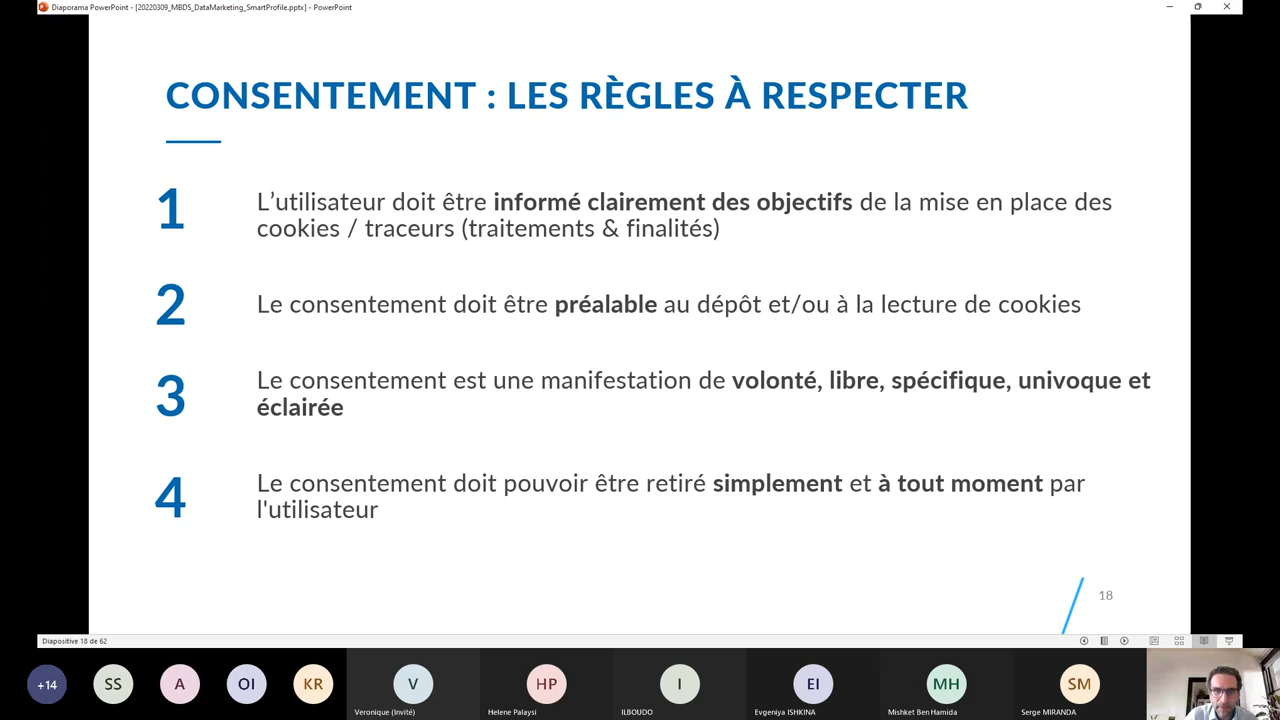 Diaporama PowerPoint - [20220309_MBDS_DataMarketing_SmartProfile.pptx] - PowerPoint
CONSENTEMENT : LES RÈGLES À RESPECTER
1
L’utilisateur doit être informé clairement des objectifs de la mise en place des
cookies / traceurs (traitements & finalités)
2
Le consentement doit être préalable au dépôt et/ou à la lecture de cookies
3
Le consentement est une manifestation de volonté, libre, spécifique, univoque et
éclairée
4
Le consentement doit pouvoir être retiré simplement et à tout moment par
l'utilisateur
18
Diapositive 18 de 62
+14
SS
A
OI
KR
V
HP
I
EI
MH
SM
Veronique (Invité)
Helene Palaysi
ILBOUDO
Evgeniya ISHKINA
Mishket Ben Hamida
Serge MIRANDA